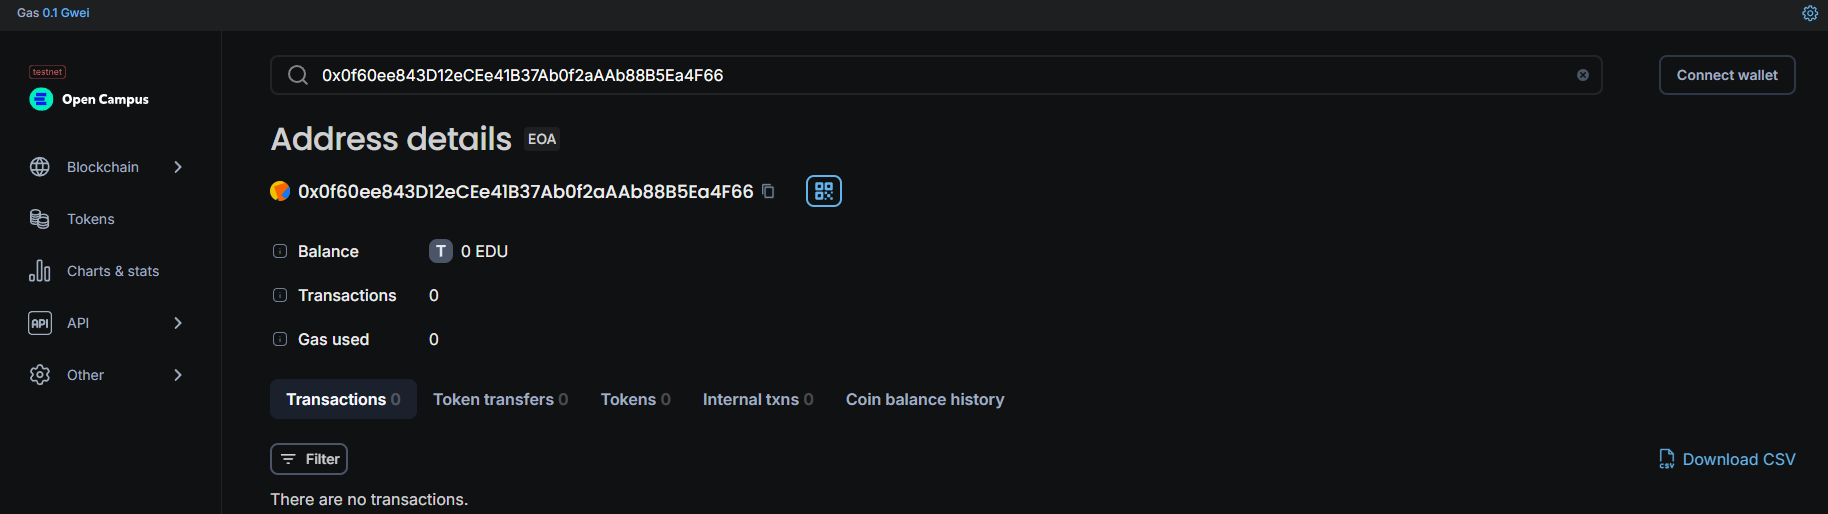 Gas 0.1 Gwei
testnet
Open Campus
Blockchain
Tokens
Charts & stats
API API
Other
0x0f60ee843D12eCEe41B37Ab0f2aAAb88B5Ea4F66
Connect wallet
Address details EOA
0x0f60ee843D12eCEe41B37Ab0f2aAAb88B5Ea4F66
Balance T 0 EDU
Transactions 0
Gas used 0
Transactions 0 Token transfers 0 Tokens 0 Internal txns 0 Coin balance history
Filter
CSV Download CSV
There are no transactions.